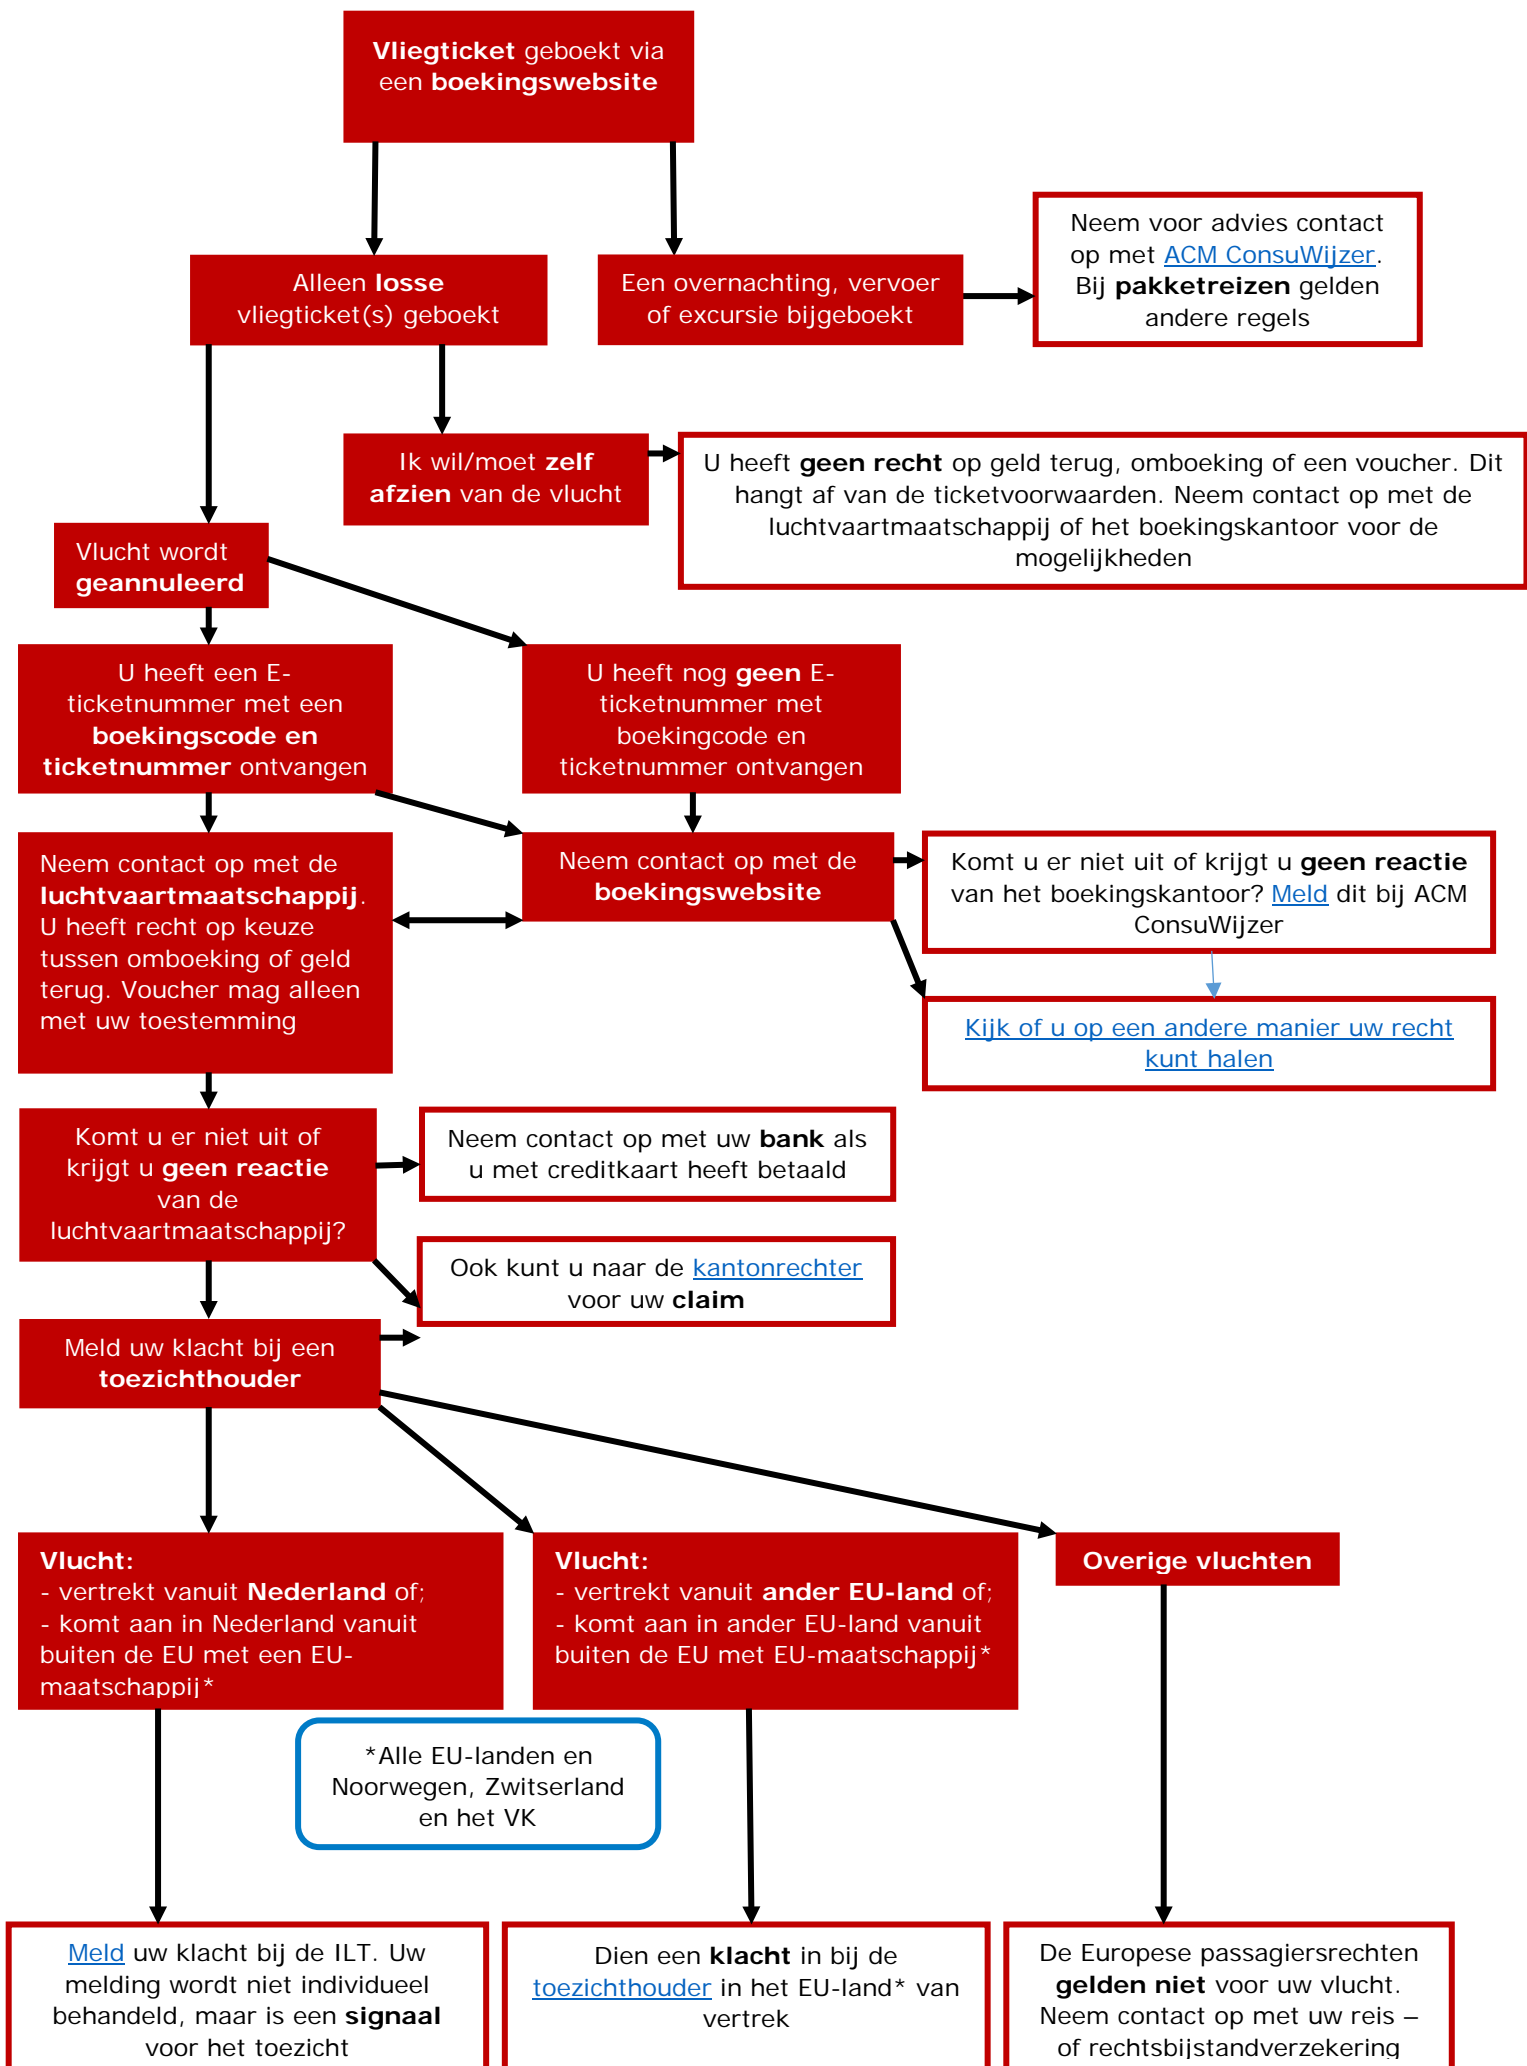 Vliegticket geboekt via
een boekingswebsite
Neem voor advies contact
op met ACM ConsuWijzer.
Bij pakketreizen gelden
andere regels
Alleen losse
vliegticket(s) geboekt
Een overnachting, vervoer
of excursie bijgeboekt
Ik wil/moet zelf
afzien van de vlucht
U heeft geen recht op geld terug, omboeking of een voucher. Dit
hangt af van de ticketvoorwaarden. Neem contact op met de
luchtvaartmaatschappij of het boekingskantoor voor de
mogelijkheden
Vlucht wordt
geannuleerd
U heeft een E-
ticketnummer met een
boekingscode en
ticketnummer ontvangen
U heeft nog geen E-
ticketnummer met
boekingcode en
ticketnummer ontvangen
Neem contact op met de
luchtvaartmaatschappij.
U heeft recht op keuze
tussen omboeking of geld
terug. Voucher mag alleen
met uw toestemming
Neem contact op met de
boekingswebsite
Komt u er niet uit of krijgt u geen reactie
van het boekingskantoor? Meld dit bij ACM
ConsuWijzer
Kijk of u op een andere manier uw recht
kunt halen
Komt u er niet uit of
krijgt u geen reactie
van de
luchtvaartmaatschappij?
Neem contact op met uw bank als
u met creditkaart heeft betaald
Ook kunt u naar de kantonrechter
voor uw claim
Meld uw klacht bij een
toezichthouder
Vlucht:
- vertrekt vanuit Nederland of;
- komt aan in Nederland vanuit
buiten de EU met een EU-
maatschappij*
Vlucht:
- vertrekt vanuit ander EU-land of;
- komt aan in ander EU-land vanuit
buiten de EU met EU-maatschappij*
Overige vluchten
*Alle EU-landen en
Noorwegen, Zwitserland
en het VK
Meld uw klacht bij de ILT. Uw
melding wordt niet individueel
behandeld, maar is een signaal
voor het toezicht
Dien een klacht in bij de
toezichthouder in het EU-land* van
vertrek
De Europese passagiersrechten
gelden niet voor uw vlucht.
Neem contact op met uw reis –
of rechtsbijstandverzekering